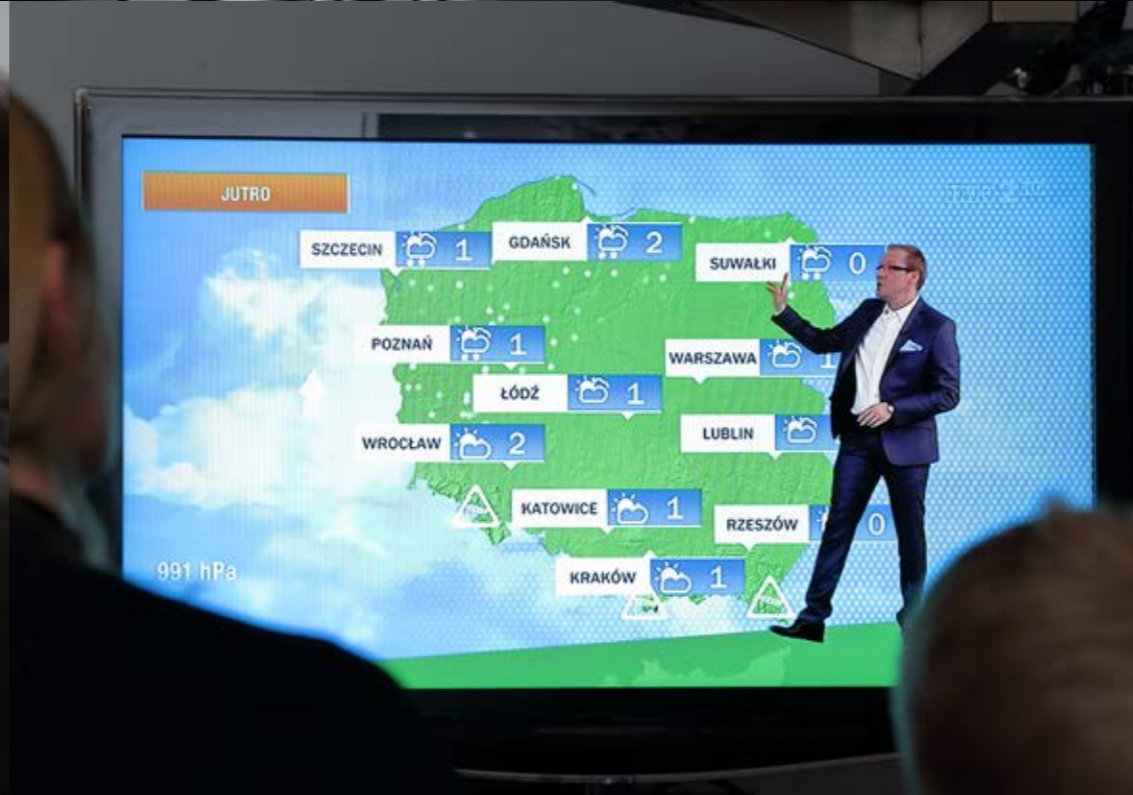 JUTRO
SZCZECIN 1
GDAŃSK 2
SUWAŁKI 0
POZNAŃ 1
WARSZAWA 1
ŁÓDŹ 1
WROCŁAW 2
LUBLIN
KATOWICE 1
RZESZÓW 0
KRAKÓW 1
991 hPa